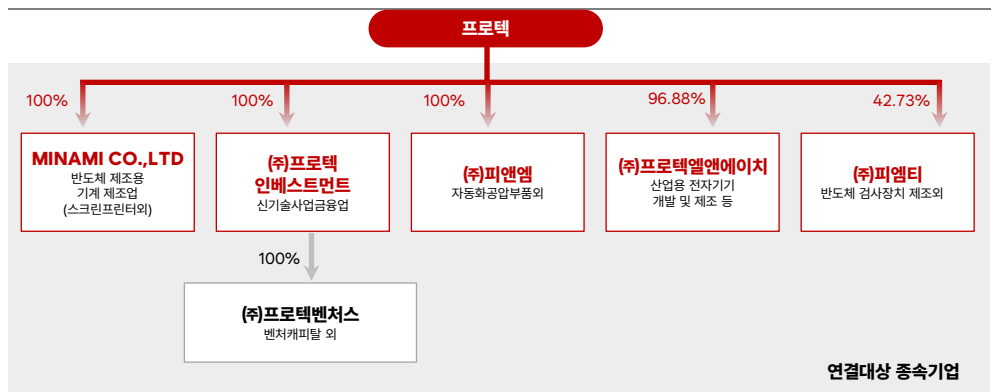 프로텍
100%
100%
100%
96.88%
42.73%
MINAMI CO.,LTD
반도체 제조용
기계 제조업
(스크린프린터외)
(주)프로텍
인베스트먼트
신기술사업금융업
(주)피앤엠
자동화공압부품외
(주)프로텍엘앤에이치
산업용 전자기기
개발 및 제조 등
(주)피엠티
반도체 검사장치 제조외
100%
(주)프로텍벤처스
벤처캐피탈 외
연결대상 종속기업